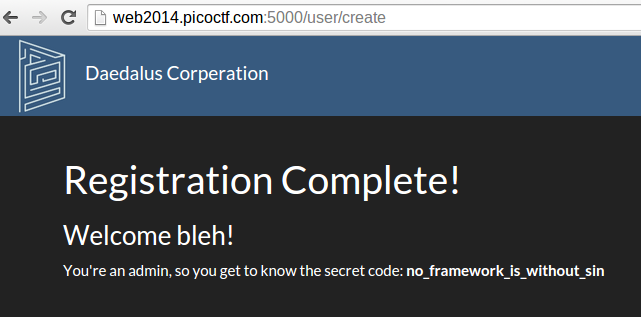 web2014.picoctf.com:5000/user/create
Daedalus Corperation
Registration Complete!
Welcome bleh!
You're an admin, so you get to know the secret code: no_framework_is_without_sin